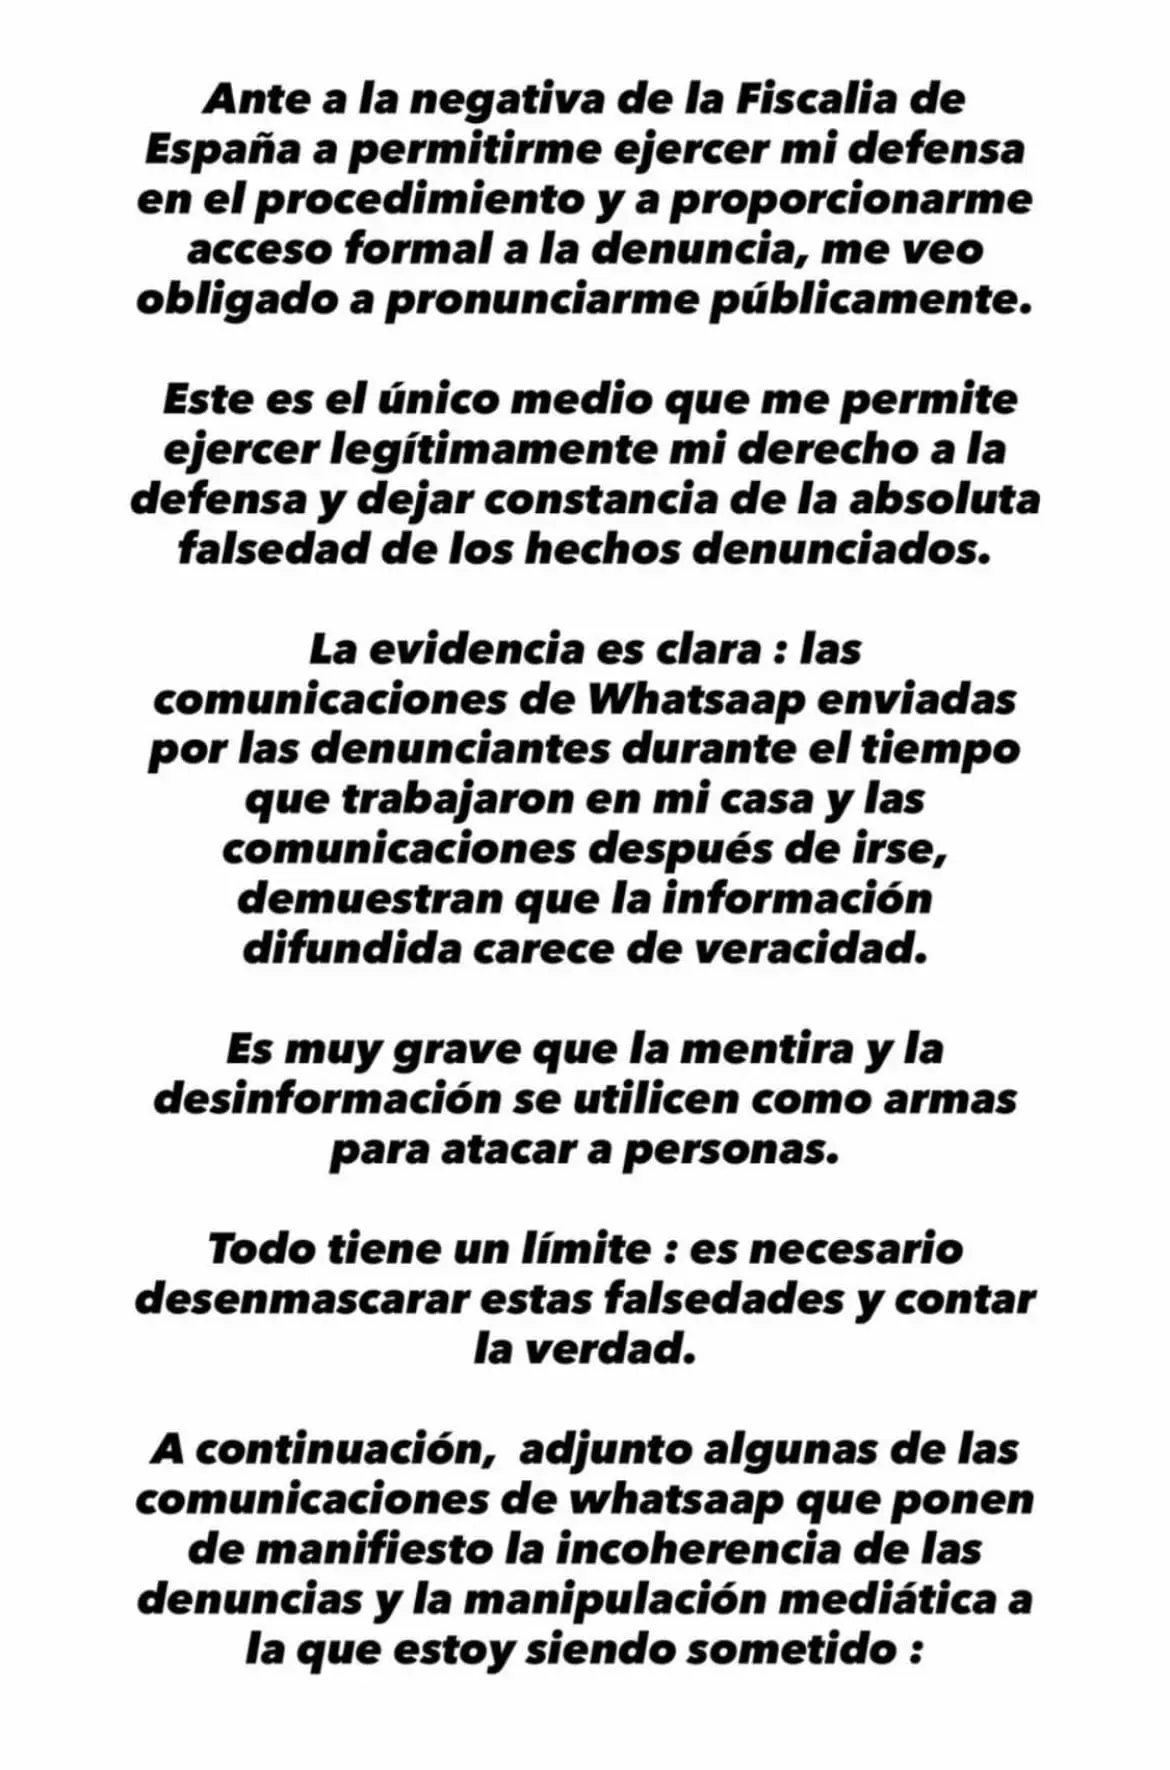 Ante a la negativa de la Fiscalia de
España a permitirme ejercer mi defensa
en el procedimiento y a proporcionarme
acceso formal a la denuncia, me veo
obligado a pronunciarme públicamente.
Este es el único medio que me permite
ejercer legítimamente mi derecho a la
defensa y dejar constancia de la absoluta
falsedad de los hechos denunciados.
La evidencia es clara : las
comunicaciones de Whatsaap enviadas
por las denunciantes durante el tiempo
que trabajaron en mi casa y las
comunicaciones después de irse,
demuestran que la información
difundida carece de veracidad.
Es muy grave que la mentira y la
desinformación se utilicen como armas
para atacar a personas.
Todo tiene un límite : es necesario
desenmascarar estas falsedades y contar
la verdad.
A continuación,  adjunto algunas de las
comunicaciones de whatsaap que ponen
de manifiesto la incoherencia de las
denuncias y la manipulación mediática a
la que estoy siendo sometido :